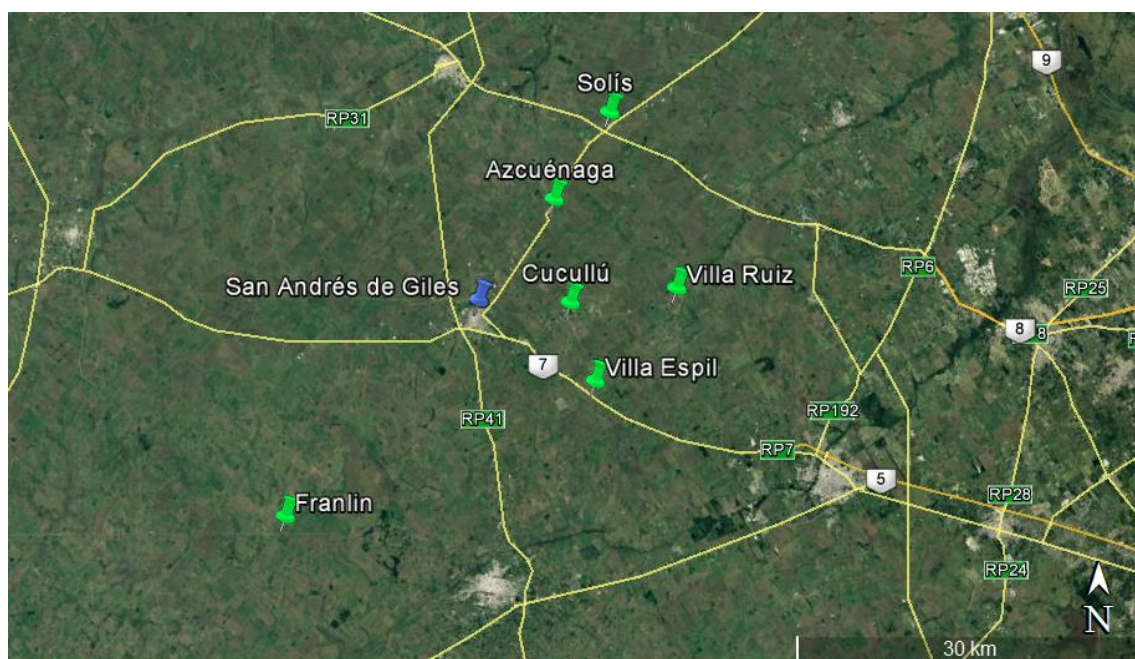 9
Solís
RP31
Azcuénaga
RP6
Villa Ruiz
San Andrés de Giles
Cucullú
RP25
8
8
7
Villa Espil
RP41
RP192
RP7
5
Franlin
RP28
RP24
N
30 km